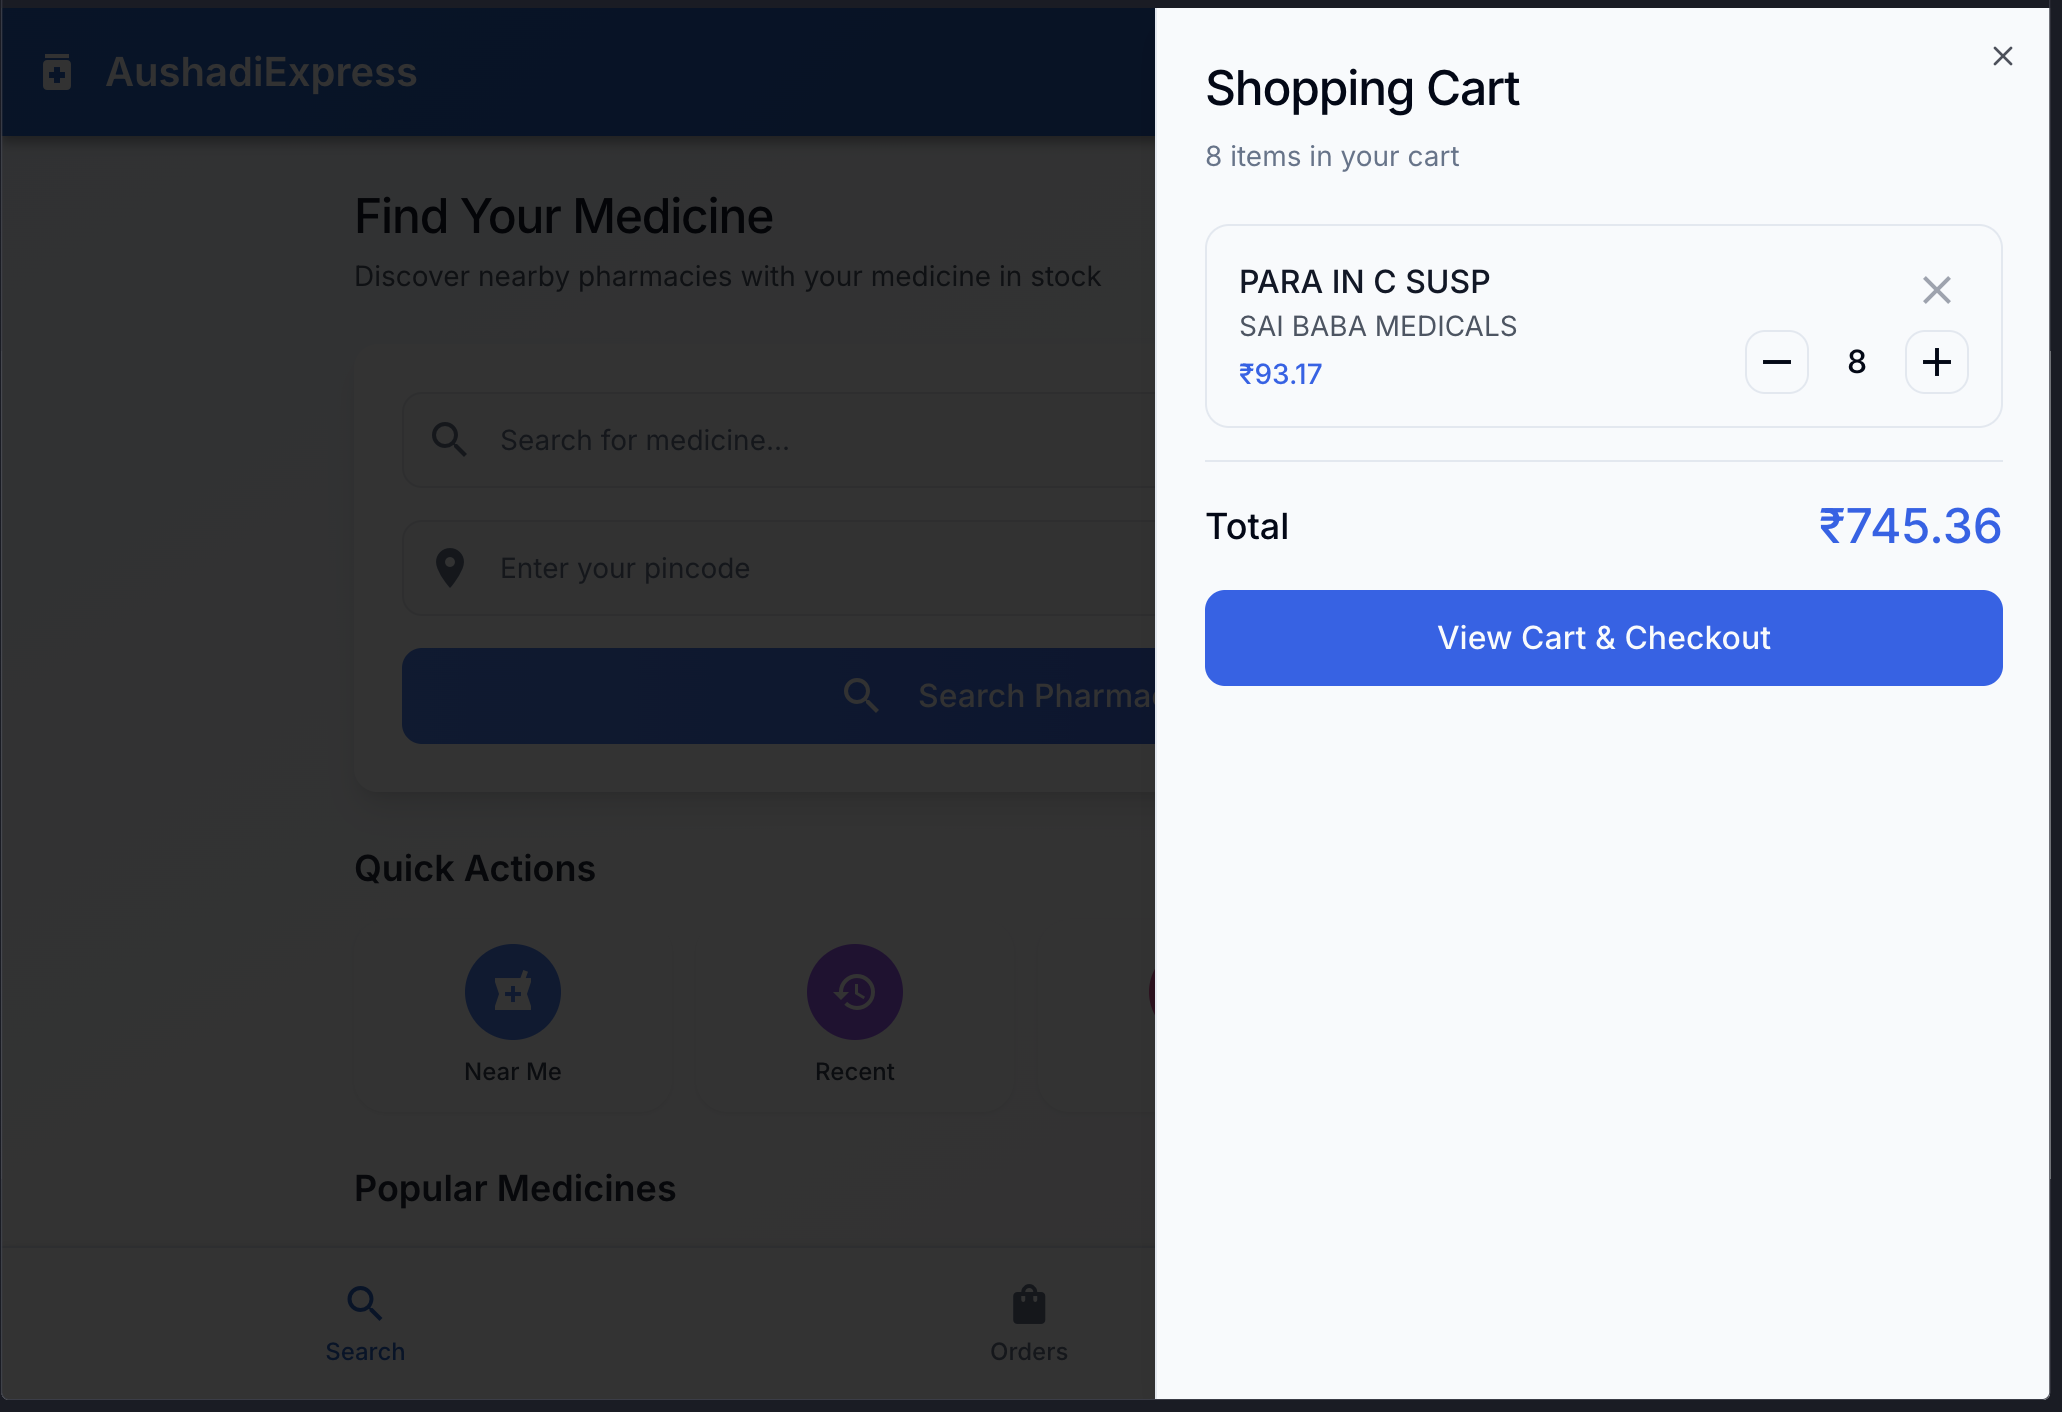 AushadiExpress
Find Your Medicine
Discover nearby pharmacies with your medicine in stock
Search for medicine...
Enter your pincode
Search
Quick Actions
Near Me
Recent
Popular Medicines
Search
Orders
Shopping Cart
8 items in your cart
PARA IN C SUSP
SAI BABA MEDICALS
₹93.17
8
Total
₹745.36
View Cart & Checkout